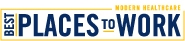 MODERN HEALTHCARE
BEST PLACES TO WORK